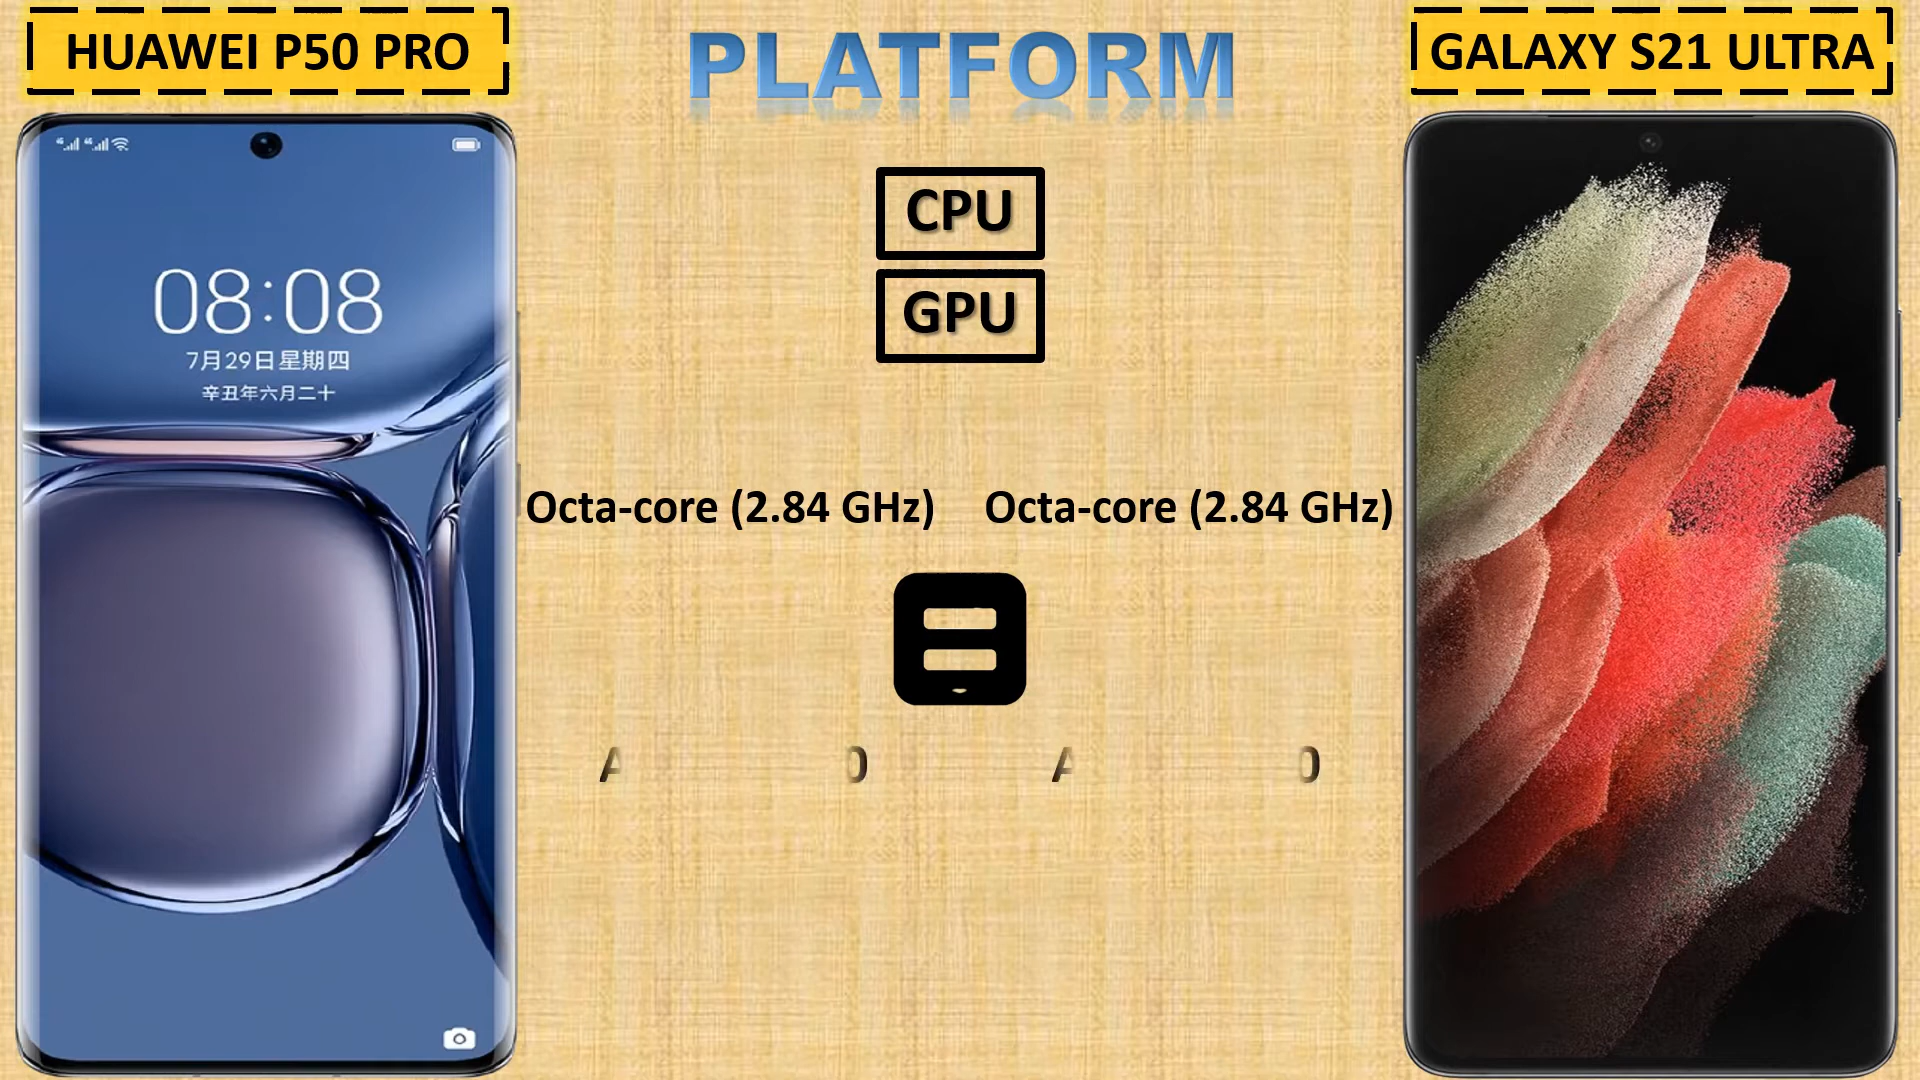 HUAWEI P50 PRO
PLATFORM
GALAXY S21 ULTRA
CPU
GPU
08:08
7月29日星期四
辛丑年六月二十
Octa-core (2.84 GHz)
Octa-core (2.84 GHz)